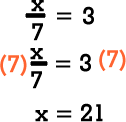 x/7 = 3
(7) x/7 = 3 (7)
x = 21